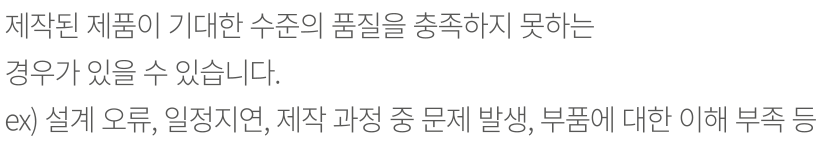 제작된 제품이 기대한 수준의 품질을 충족하지 못하는
경우가 있을 수 있습니다.
ex) 설계 오류, 일정지연, 제작 과정 중 문제 발생, 부품에 대한 이해 부족 등